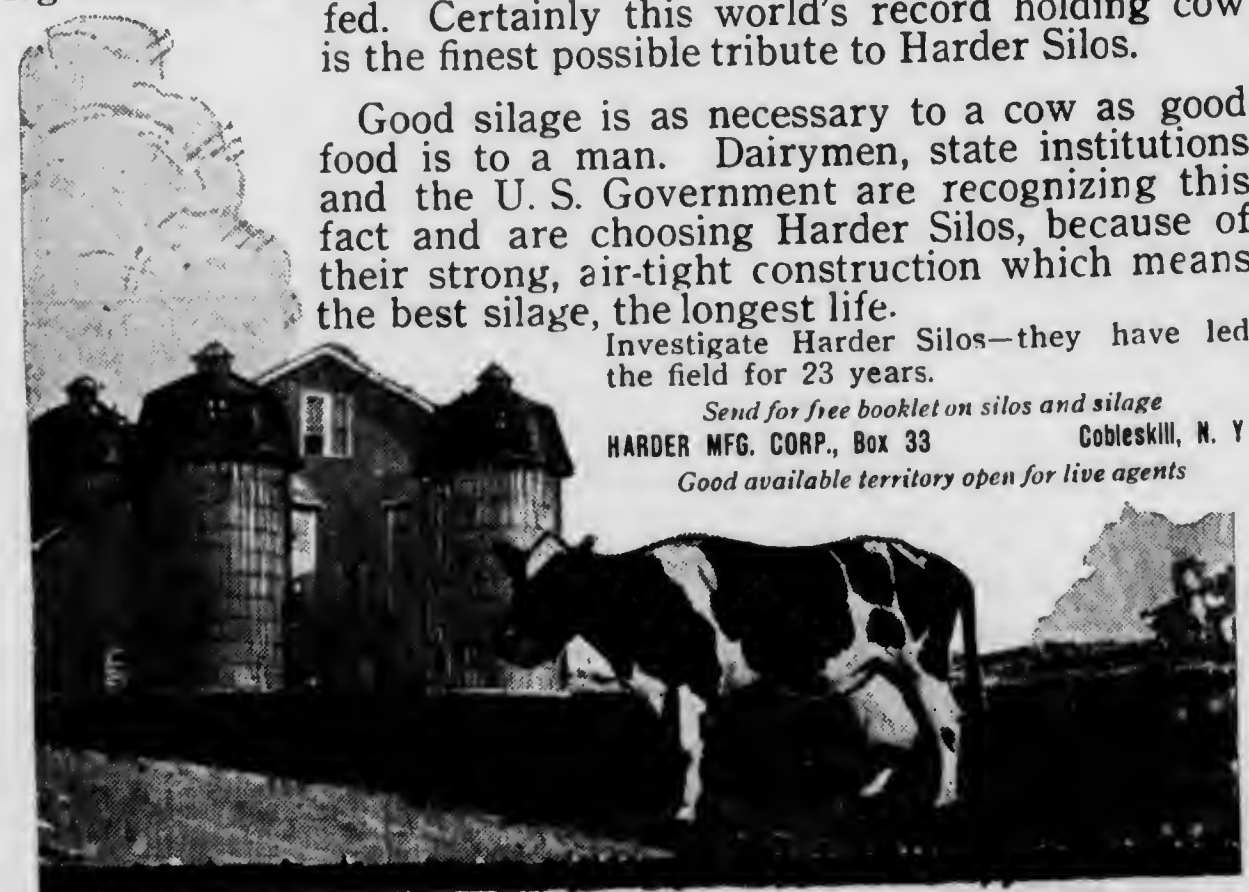 fed. Certainly this world's record holding cow
is the finest possible tribute to Harder Silos.
Good silage is as necessary to a cow as good
food is to a man. Dairymen, state institutions
and the U. S. Government are recognizing this
fact and are choosing Harder Silos, because of
their strong, air-tight construction which means
the best silage, the longest life.
Investigate Harder Silos—they have led
the field for 23 years.
Send for free booklet on silos and silage
HARDER MFG. CORP., Box 33 Cobleskill, N. Y
Good available territory open for live agents